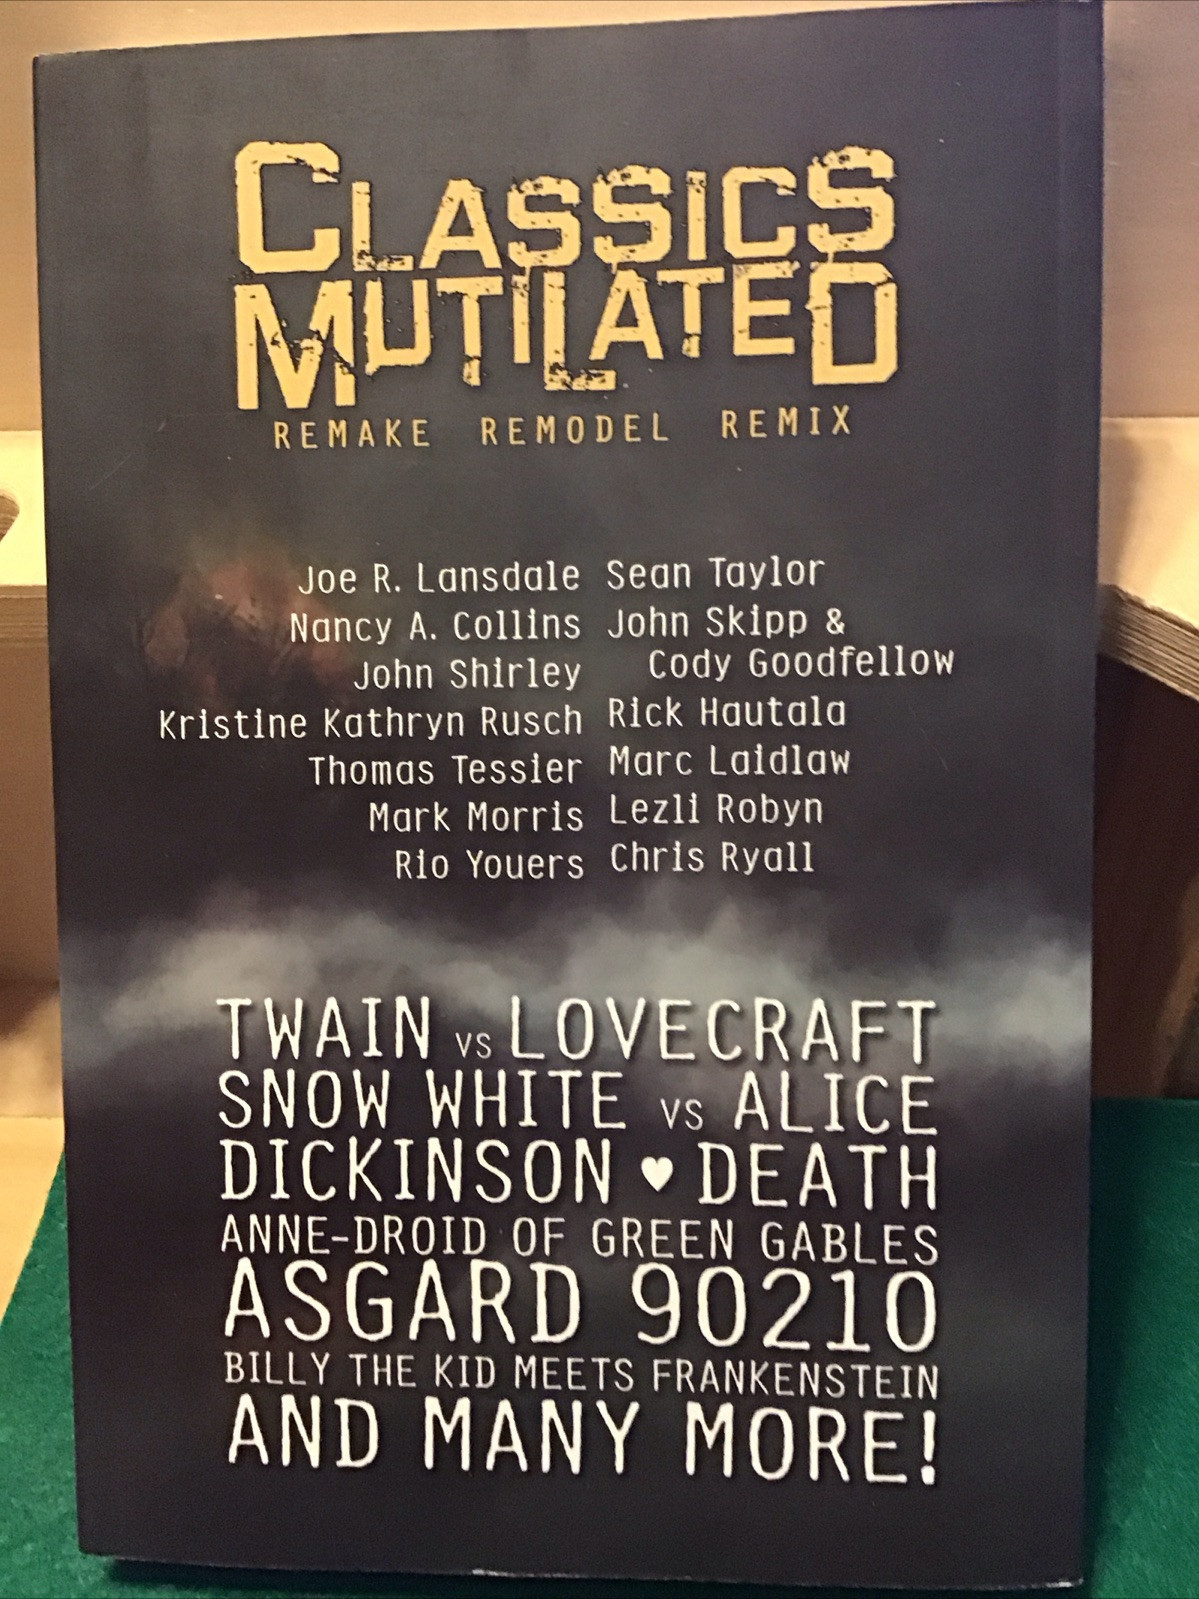 CLASSICS
MUTILATED
REMAKE REMODEL REMIX
Joe R. Lansdale
Nancy A. Collins
John Shirley
Kristine Kathryn Rusch
Thomas Tessier
Mark Morris
Rio Youers
Sean Taylor
John Skipp &
Cody Goodfellow
Rick Hautala
Marc Laidlaw
Lezli Robyn
Chris Ryall
TWAIN VS LOVECRAFT
SNOW WHITE VS ALICE
DICKINSON ♥ DEATH
ANNE-DROID OF GREEN GABLES
ASGARD 90210
BILLY THE KID MEETS FRANKENSTEIN
AND MANY MORE!